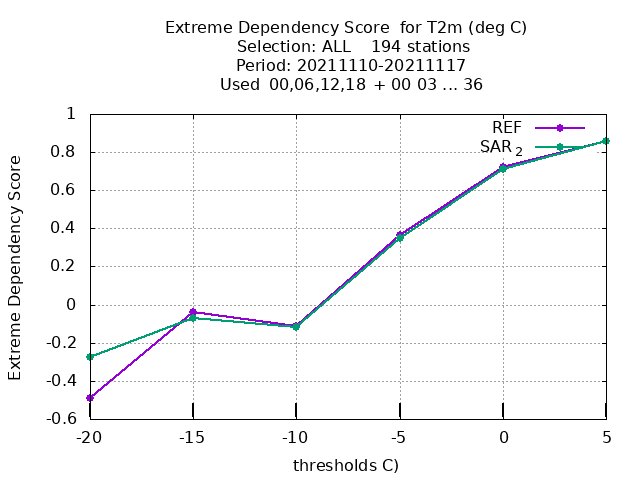 Extreme Dependency Score  for T2m (deg C)
Selection: ALL    194 stations
Period: 20211110-20211117
Used  00,06,12,18  + 00 03 ... 36
REF
SAR 2
1
0.8
0.6
0.4
0.2
0
-0.2
-0.4
-0.6
Extreme Dependency Score
-20 -15 -10 -5 0 5
thresholds C)